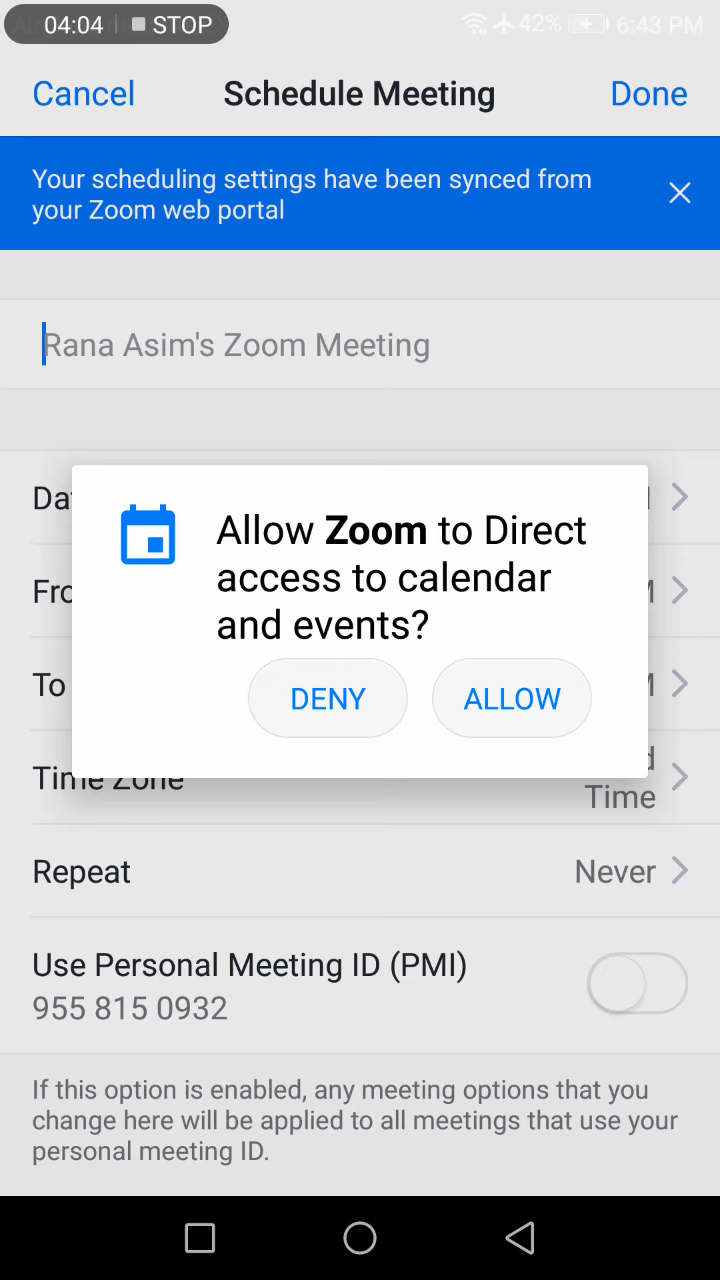 04:04 STOP 42% 6:43 PM
Cancel Schedule Meeting Done
Your scheduling settings have been synced from
your Zoom web portal
Rana Asim's Zoom Meeting
Allow Zoom to Direct
access to calendar
and events?
DENY ALLOW
To
Time Zone
Time
Repeat Never
Use Personal Meeting ID (PMI)
955 815 0932
If this option is enabled, any meeting options that you
change here will be applied to all meetings that use your
personal meeting ID.